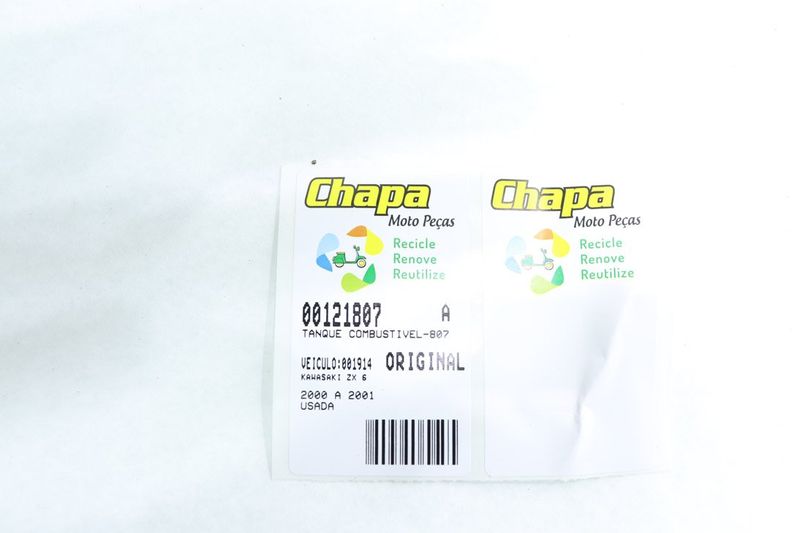 Chapa
Moto Peças
Recicle
Renove
Reutilize
00121807 A
TANQUE COMBUSTIVEL-807
VEICULO:001914 ORIGINAL
KAWASAKI ZX 6
2000 A 2001
USADA
Chapa
Moto Peças
Recicle
Renove
Reutilize